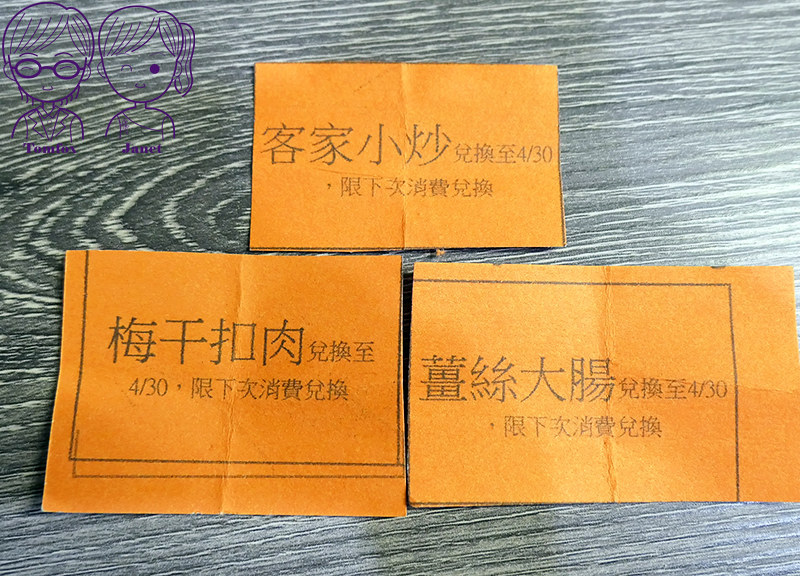 Tomdax
Janet
客家小炒兌換至4/30
，限下次消費兌換
梅干扣肉兌換至
4/30，限下次消費兌換
薑絲大腸兌換至4/30
，限下次消費兌換